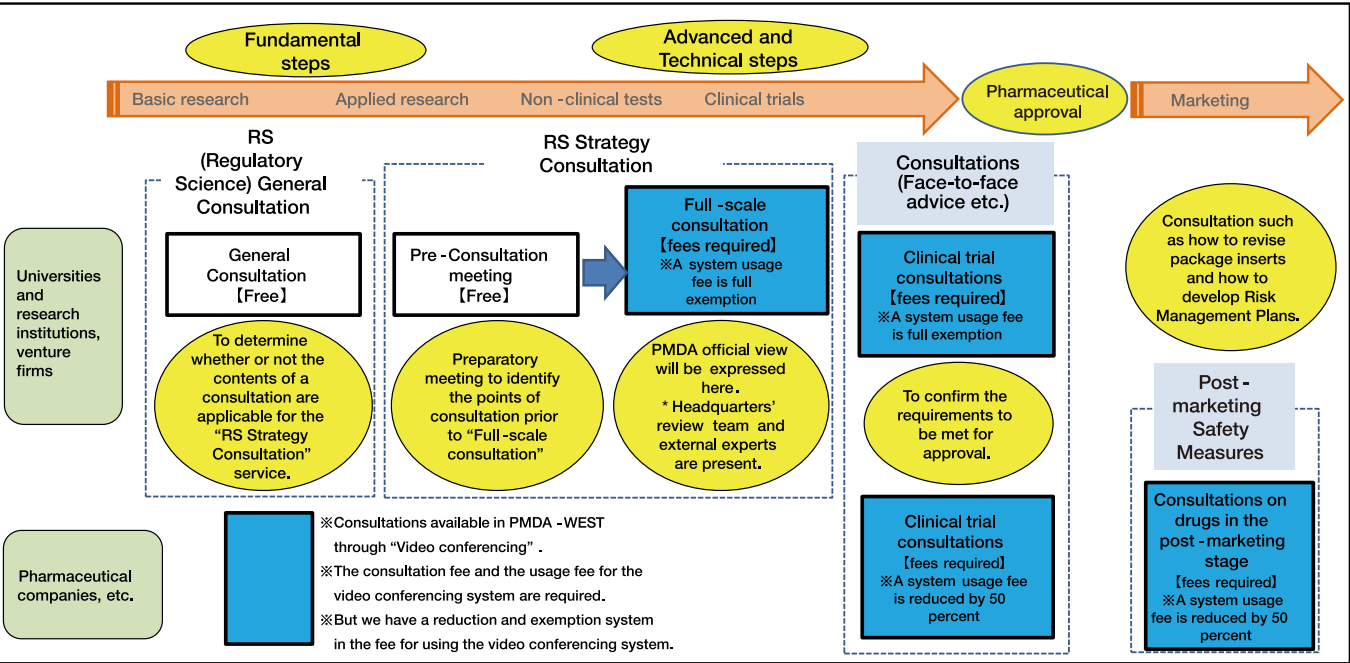 Fundamental
steps
Advanced and
Technical steps
Basic research
Applied research
Non -clinical tests
Clinical trials
Pharmaceutical
approval
Marketing
RS
(Regulatory
Science) General
Consultation
RS Strategy
Consultation
Consultations
(Face-to-face
advice etc.)
Universities
and
research
institutions,
venture
firms
General
Consultation
【Free】
To determine
whether or not the
contents of a
consultation are
applicable for the
“RS Strategy
Consultation”
service.
Pre -Consultation
meeting
【Free】
Preparatory
meeting to identify
the points of
consultation prior
to “Full-scale
consultation”
Full -scale
consultation
【fees required】
※A system usage
fee is full
exemption
PMDA official view
will be expressed
here.
* Headquarters’
review team and
external experts
are present.
Clinical trial
consultations
【fees required】
※A system usage fee
is full exemption
To confirm the
requirements to
be met for
approval.
Consultation such
as how to revise
package inserts
and how to
develop Risk
Management Plans.
Post -
marketing
Safety
Measures
Pharmaceutical
companies, etc.
※Consultations available in PMDA -WEST
through “Video conferencing” .
※The consultation fee and the usage fee for the
video conferencing system are required.
※But we have a reduction and exemption system
in the fee for using the video conferencing system.
Clinical trial
consultations
【fees required】
※A system usage fee
is reduced by 50
percent
Consultations on
drugs in the
post -marketing
stage
【fees required】
※A system usage
fee is reduced by 50
percent